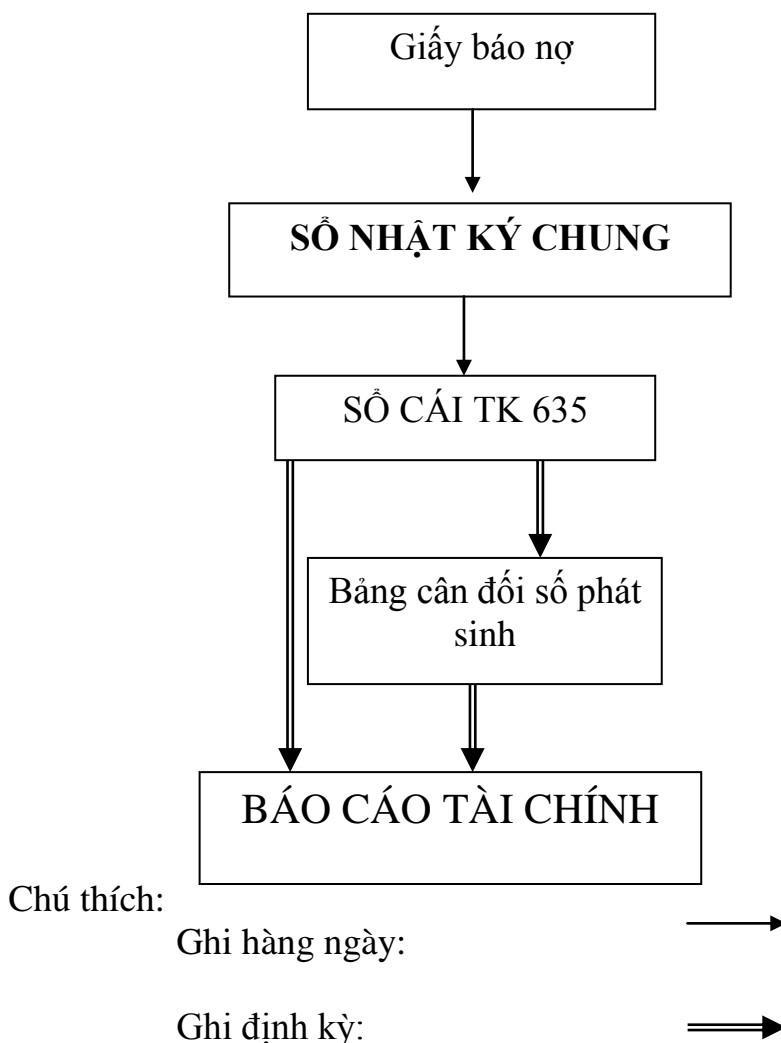 Giấy báo nợ
SỔ NHẬT KÝ CHUNG
SỔ CÁI TK 635
Bảng cân đối số phát
sinh
BÁO CÁO TÀI CHÍNH
Chú thích:
Ghi hàng ngày:
Ghi định kỳ: